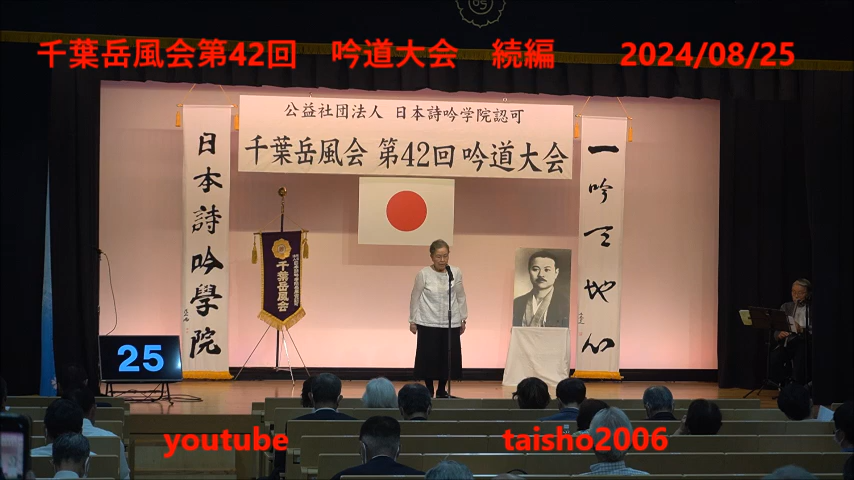 千葉岳風会第42回　吟道大会　続編　2024/08/25
公益社団法人 日本詩吟学院認可
千葉岳風会 第42回 吟道大会
日本詩吟學院
一吟天地心
千葉岳風会
25
youtube
taisho2006